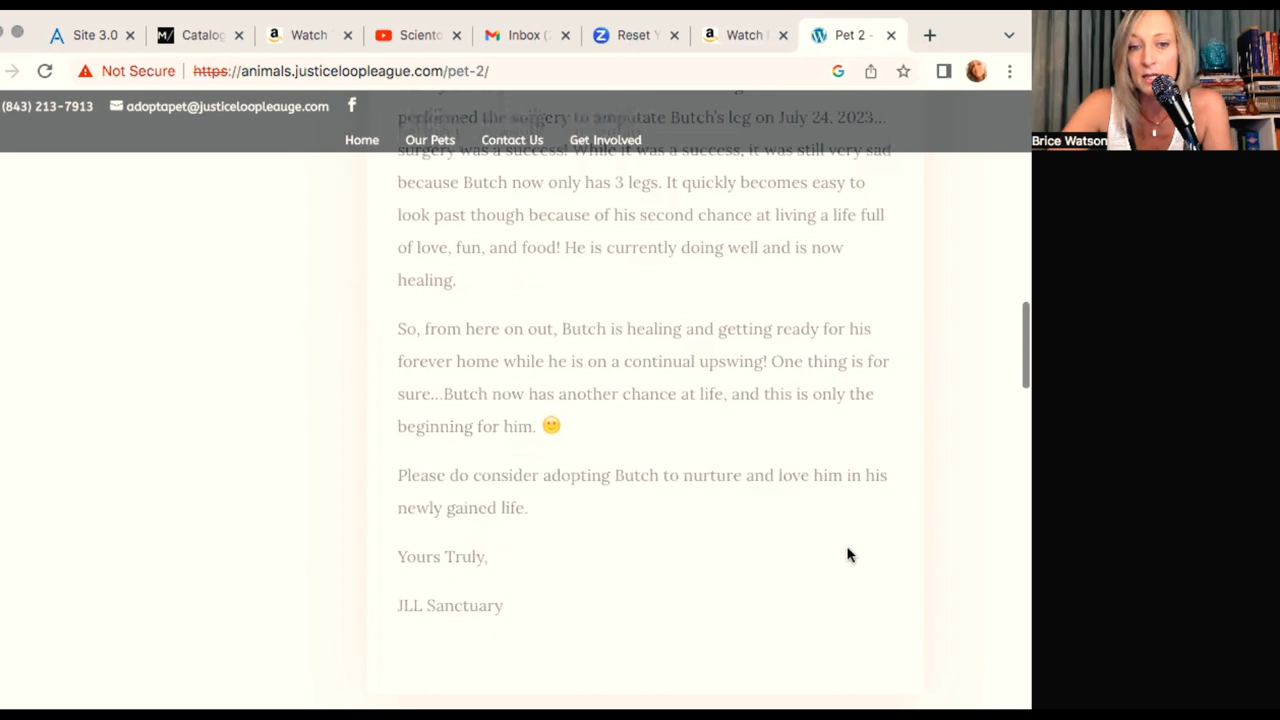 Site 3.0
Catalog
Watch
Sciento
Inbox (
Reset Y
Watch
Pet 2 -
Not Secure
https://animals.justiceloopleague.com/pet-2/
(843) 213-7913
adoptapet@justiceloopleauge.com
Home
Our Pets
Contact Us
Get Involved
performed the surgery to amputate Butch's leg on July 24, 2023...
surgery was a success! While it was a success, it was still very sad
because Butch now only has 3 legs. It quickly becomes easy to
look past though because of his second chance at living a life full
of love, fun, and food! He is currently doing well and is now
healing.
So, from here on out, Butch is healing and getting ready for his
forever home while he is on a continual upswing! One thing is for
sure...Butch now has another chance at life, and this is only the
beginning for him. 🙂
Please do consider adopting Butch to nurture and love him in his
newly gained life.
Yours Truly,
JLL Sanctuary
Brice Watson